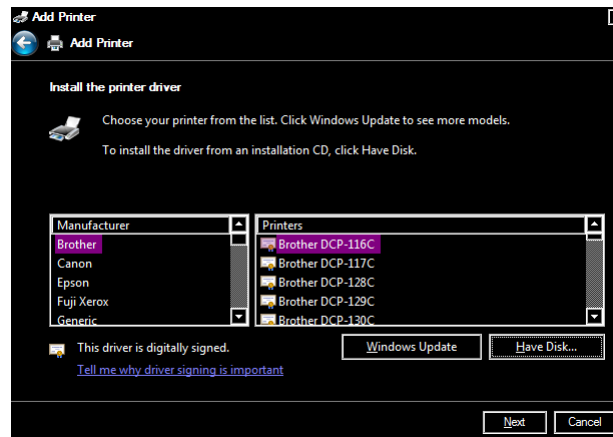 Add Printer
Add Printer
Install the printer driver
Choose your printer from the list. Click Windows Update to see more models.
To install the driver from an installation CD, click Have Disk.
Manufacturer
Brother
Canon
Epson
Fuji Xerox
Generic
Printers
Brother DCP-116C
Brother DCP-117C
Brother DCP-128C
Brother DCP-129C
Brother DCP-130C
This driver is digitally signed.
Tell me why driver signing is important
Windows Update
Have Disk...
Next
Cancel